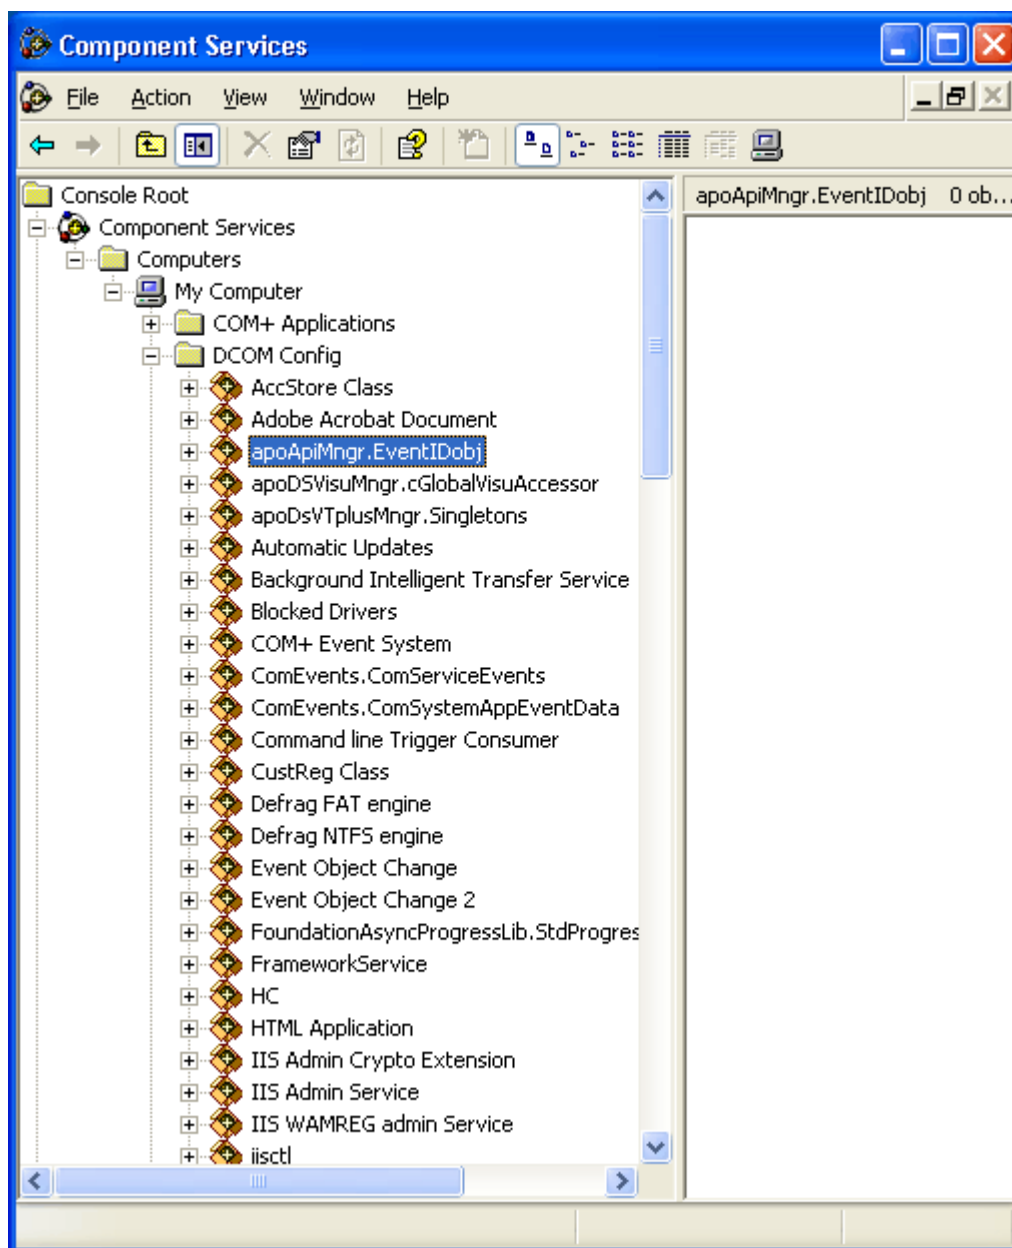 Component Services
File Action View Window Help
Console Root
apoApiMngr.EventIDobj 0 ob...
Component Services
Computers
My Computer
COM+ Applications
DCOM Config
AccStore Class
Adobe Acrobat Document
apoApiMngr.EventIDobj
apoDSVisuMngr.cGlobalVisuAccessor
apoDsVTplusMngr.Singletons
Automatic Updates
Background Intelligent Transfer Service
Blocked Drivers
COM+ Event System
ComEvents.ComServiceEvents
ComEvents.ComSystemAppEventData
Command line Trigger Consumer
CustReg Class
Defrag FAT engine
Defrag NTFS engine
Event Object Change
Event Object Change 2
FoundationAsyncProgressLib.StdProgres
FrameworkService
HC
HTML Application
IIS Admin Crypto Extension
IIS Admin Service
IIS WAMREG admin Service
iisctl